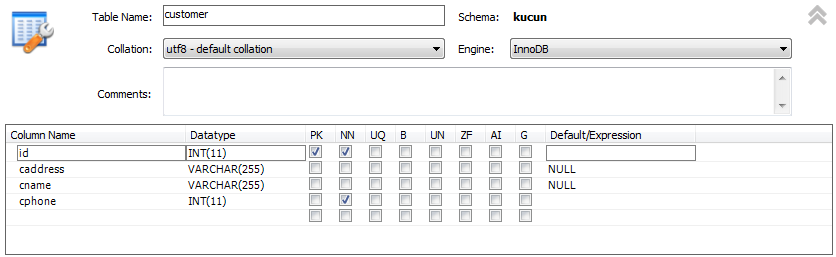 Table Name: customer Schema: kucun
Collation: utf8 - default collation Engine: InnoDB
Comments:
Column Name Datatype PK NN UQ B UN ZF AI G Default/Expression
id INT(11)
caddress VARCHAR(255) NULL
cname VARCHAR(255) NULL
cphone INT(11)